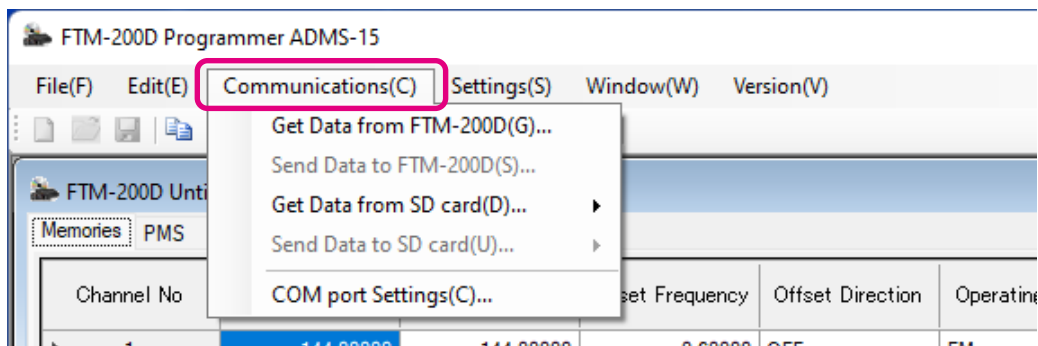 FTM-200D Programmer ADMS-15
File(F) Edit(E) Communications(C) Settings(S) Window(W) Version(V)
Get Data from FTM-200D(G)...
Send Data to FTM-200D(S)...
Get Data from SD card(D)...
Send Data to SD card(U)...
COM port Settings(C)...
FTM-200D Unti
Memories PMS
Channel No set Frequency Offset Direction Operating